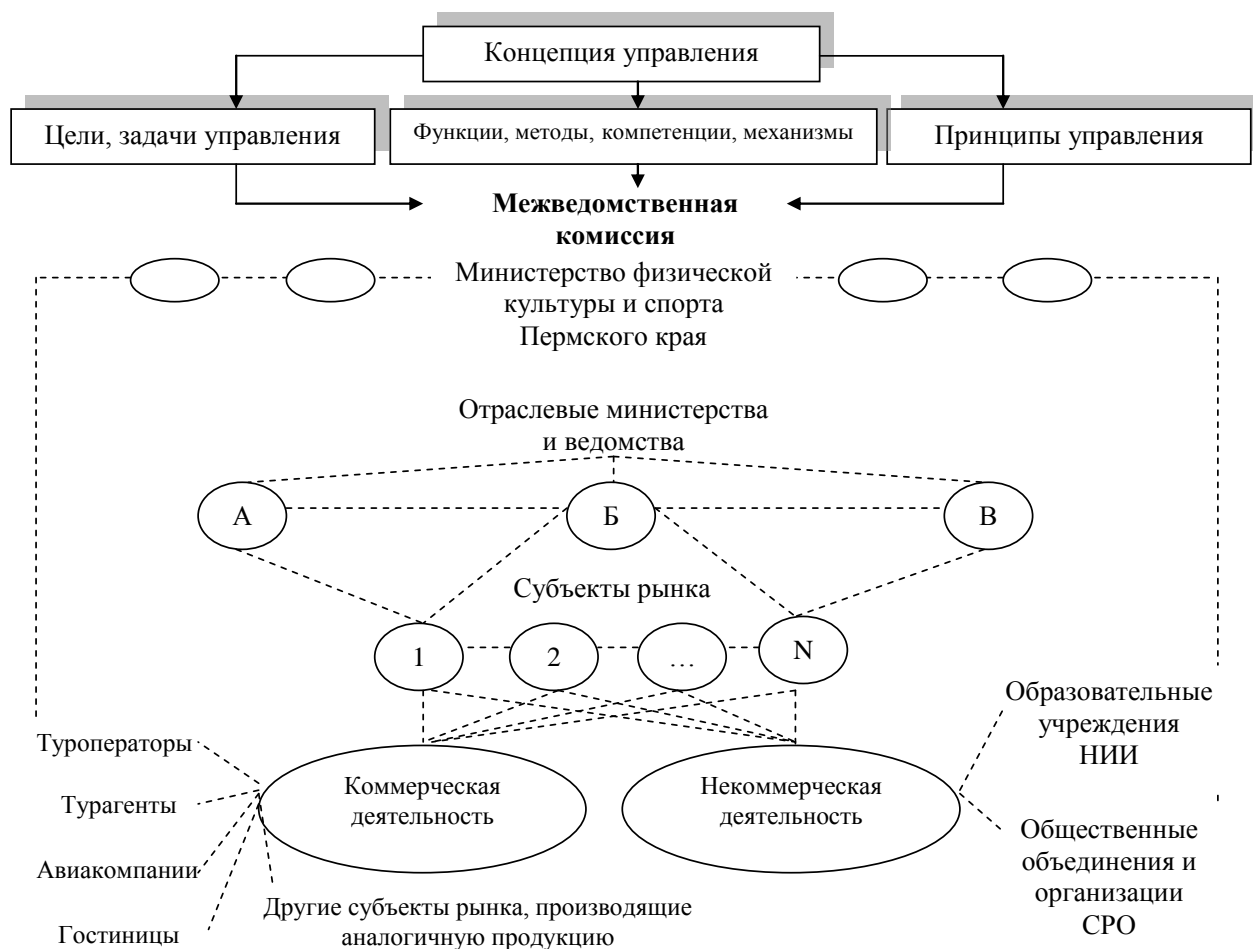 Концепция управления
Цели, задачи управления
Функции, методы, компетенции, механизмы
Принципы управления
Межведомственная
комиссия
Министерство физической
культуры и спорта
Пермского края
Отраслевые министерства
и ведомства
А
Б
В
Субъекты рынка
1
2
…
N
Туроператоры
Турагенты
Авиакомпании
Гостиницы
Коммерческая
деятельность
Другие субъекты рынка, производящие
аналогичную продукцию
Некоммерческая
деятельность
Образовательные
учреждения
НИИ
Общественные
объединения и
организации
СРО